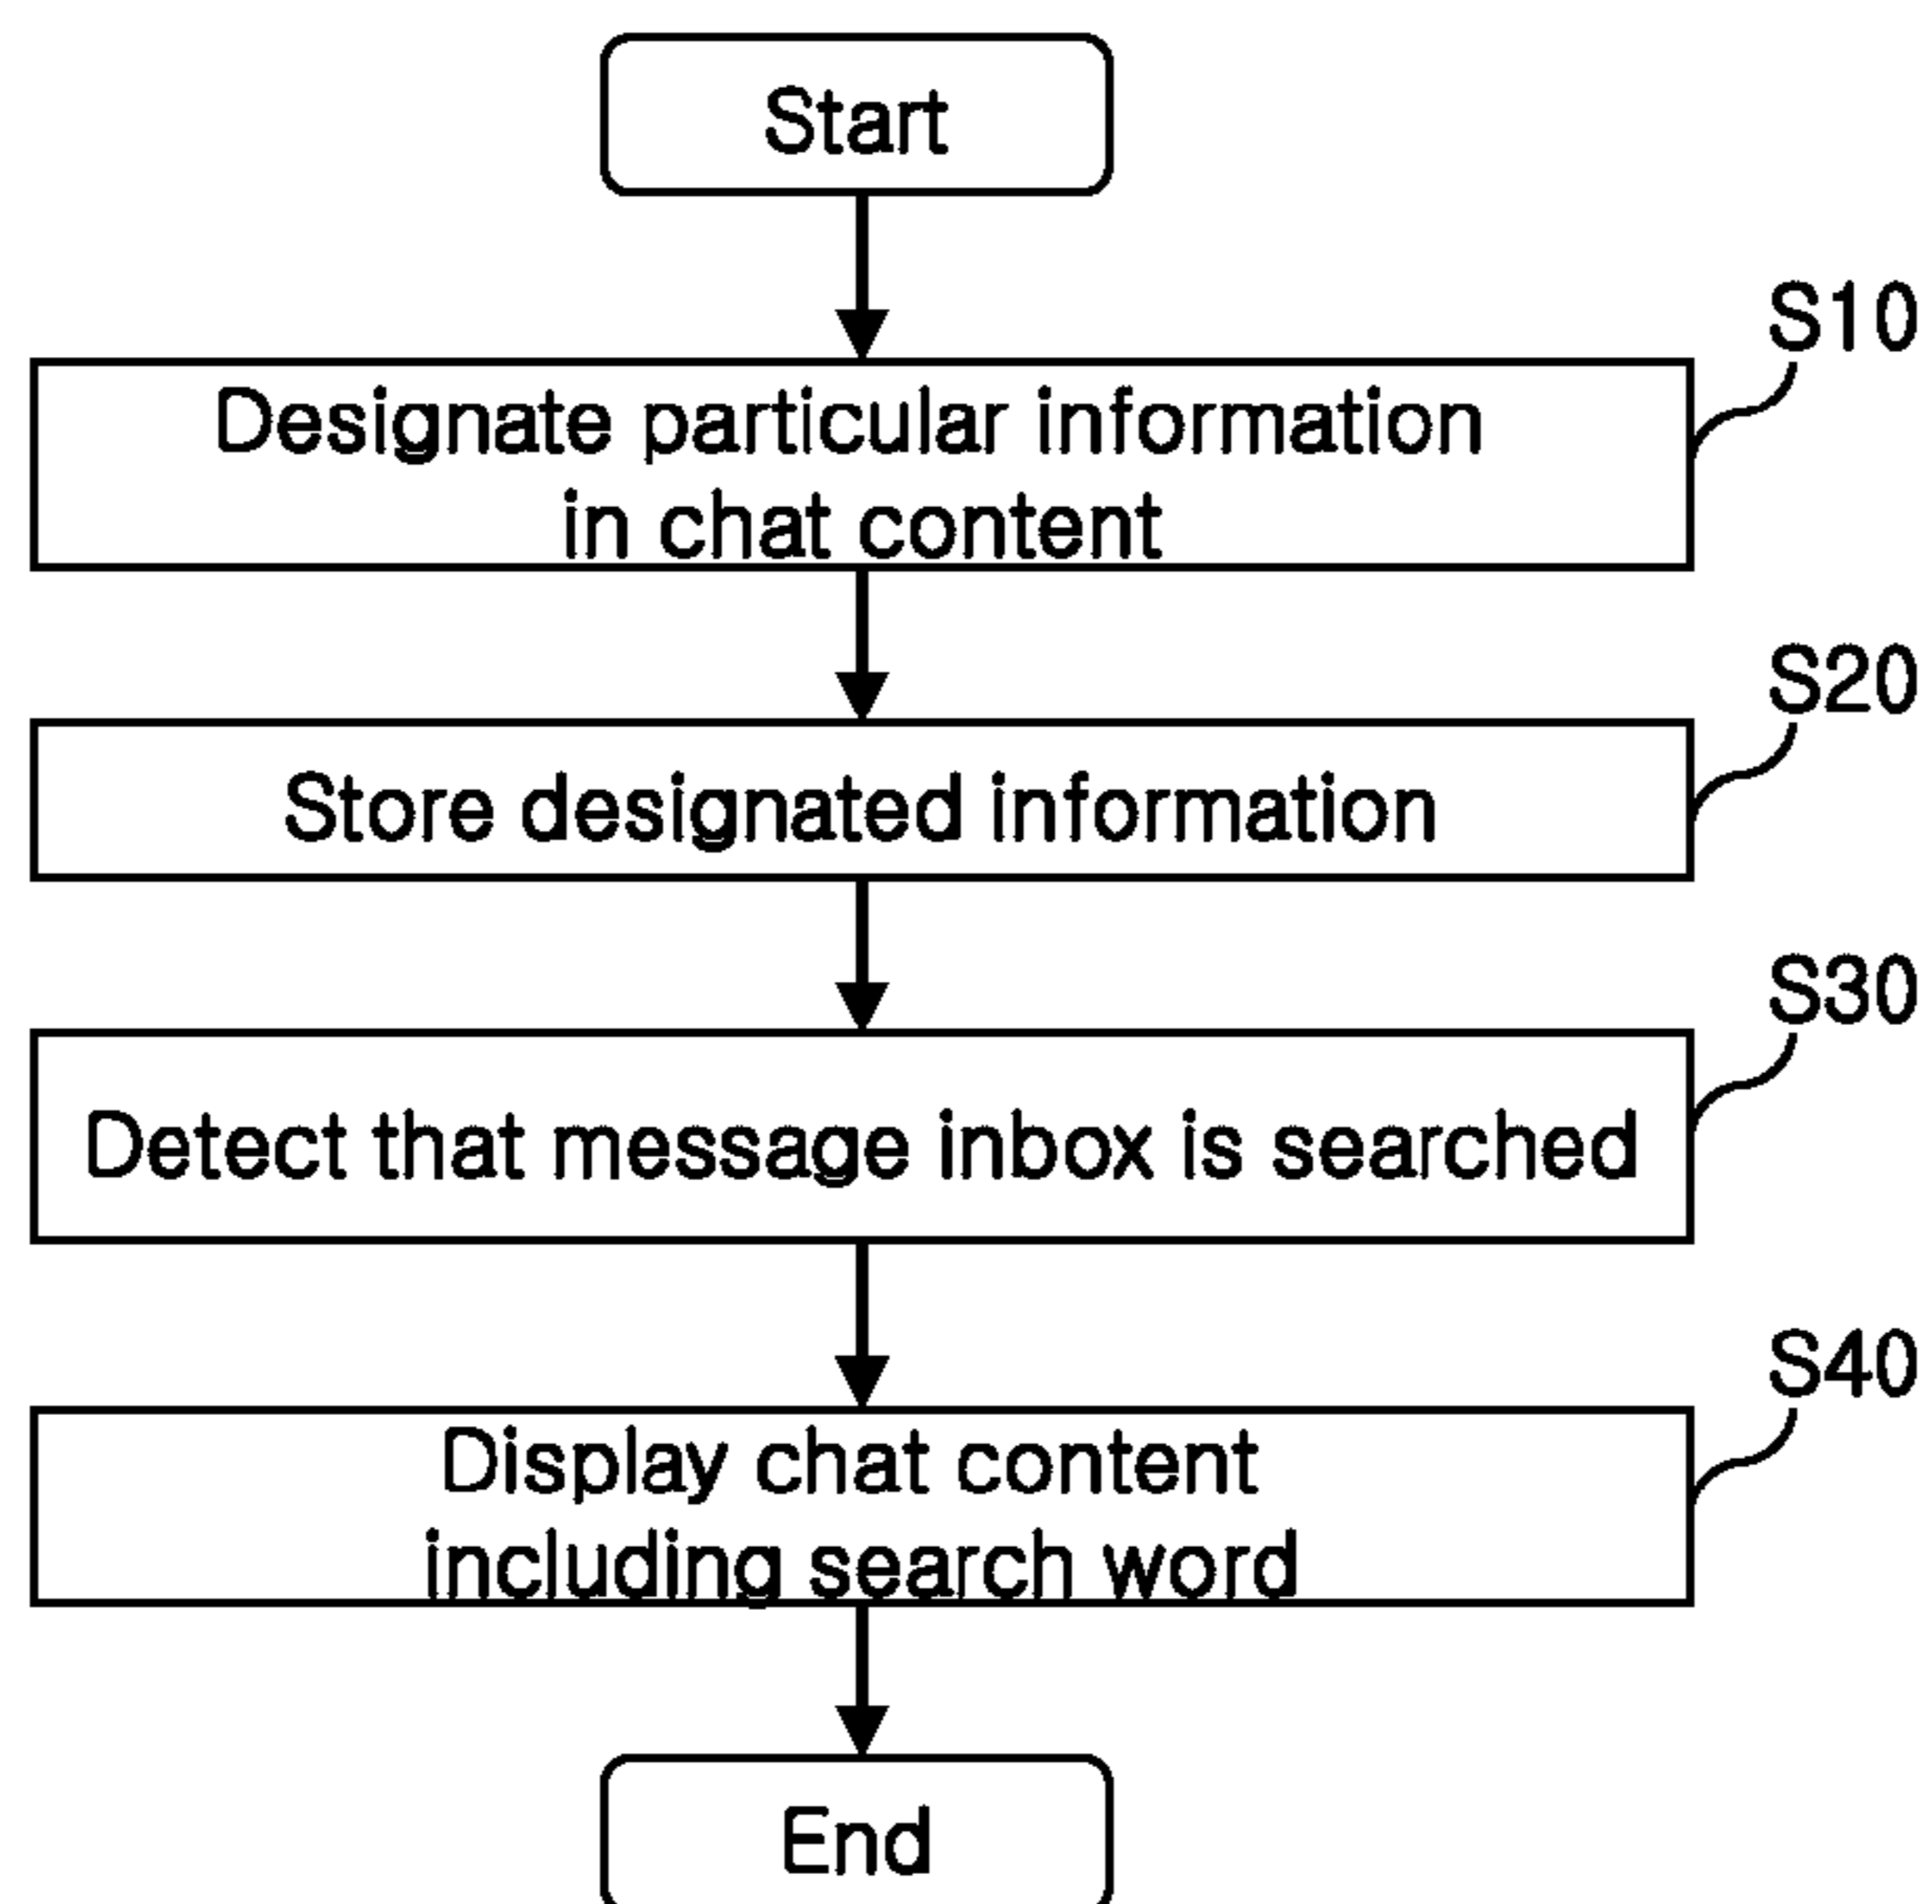 Start
S10
Designate particular information
in chat content
S20
Store designated information
S30
Detect that message inbox is searched
S40
Display chat content
including search word
End